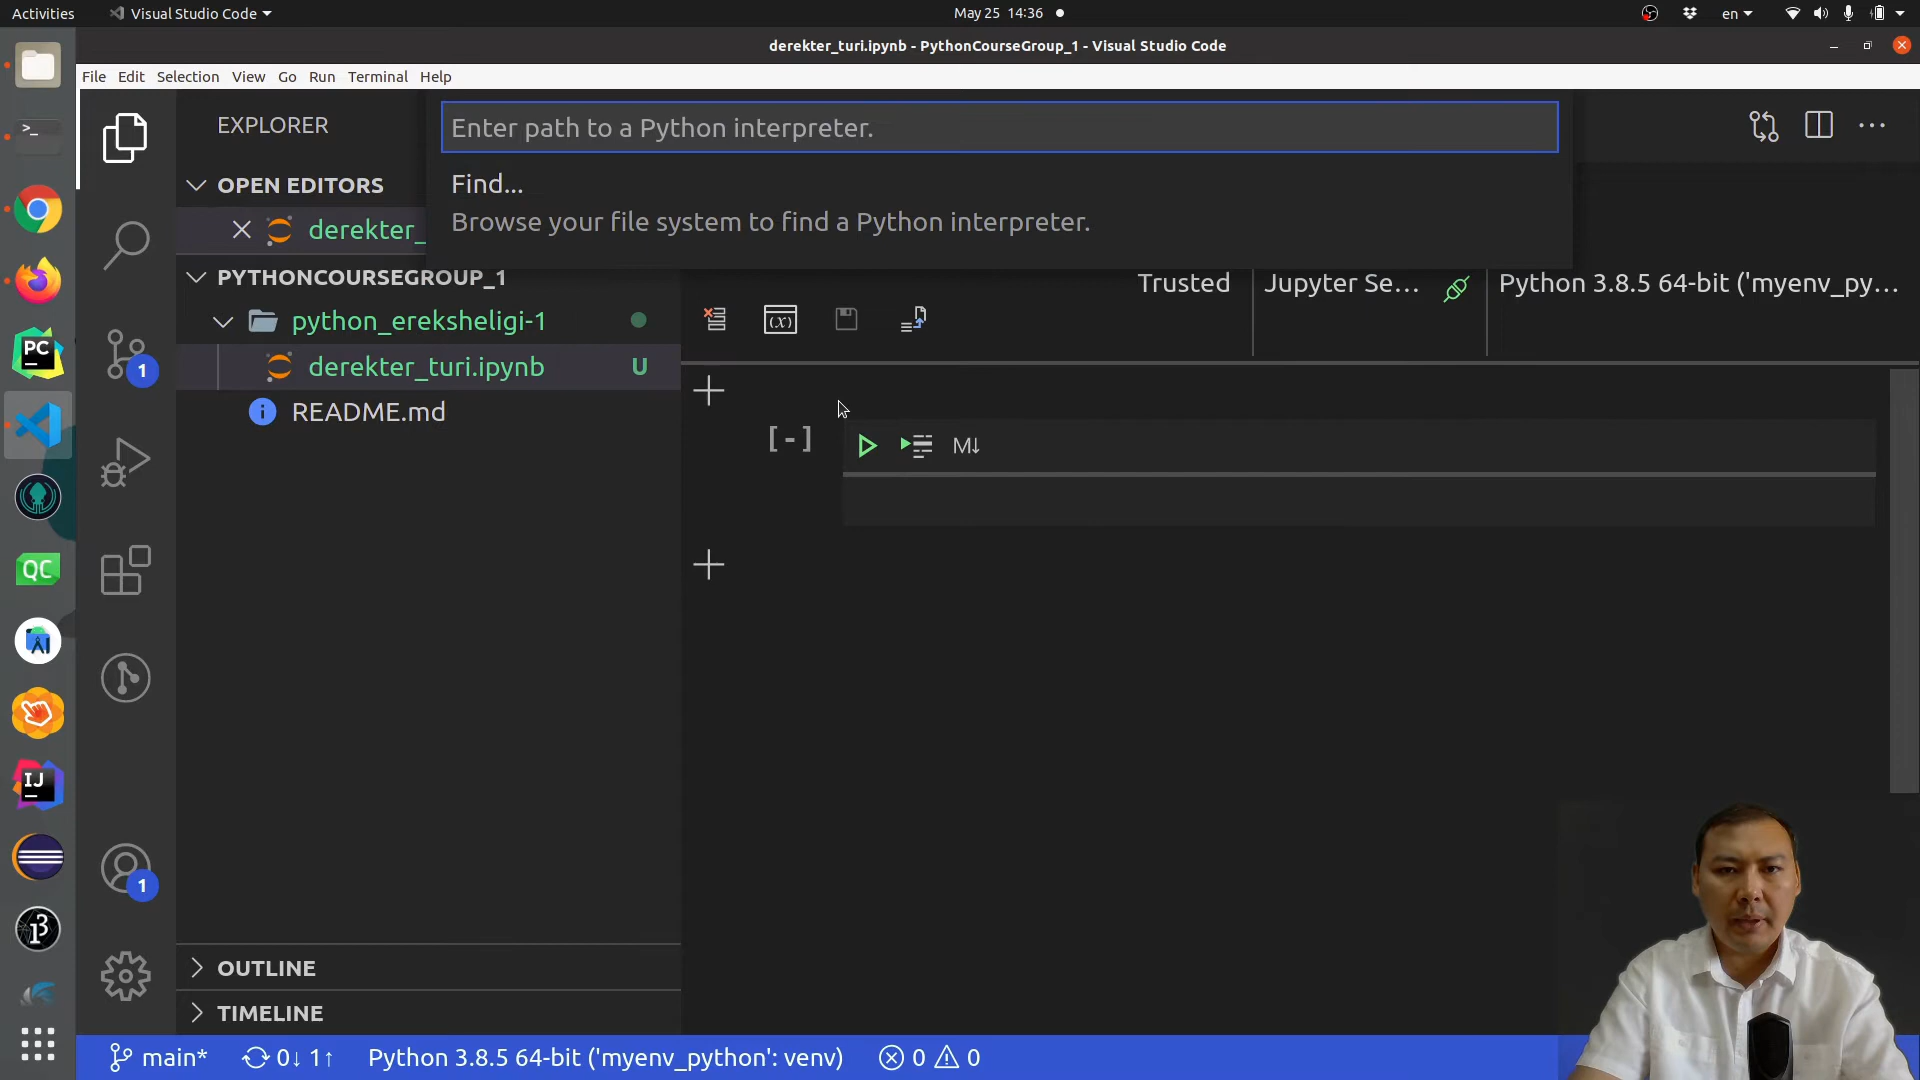 Activities
Visual Studio Code
May 25 14:36
en
derekter_turi.ipynb - PythonCourseGroup_1 - Visual Studio Code
File Edit Selection View Go Run Terminal Help
EXPLORER
Enter path to a Python interpreter.
Find...
Browse your file system to find a Python interpreter.
OPEN EDITORS
derekter_
PYTHONCOURSEGROUP_1
python_ereksheligi-1
derekter_turi.ipynb U
README.md
Trusted
Jupyter Se...
Python 3.8.5 64-bit ('myenv_py...
(x)
[-]
M↓
1
1
PC
QC
IJ
OUTLINE
TIMELINE
main* 0↓ 1↑ Python 3.8.5 64-bit ('myenv_python': venv) 0 0